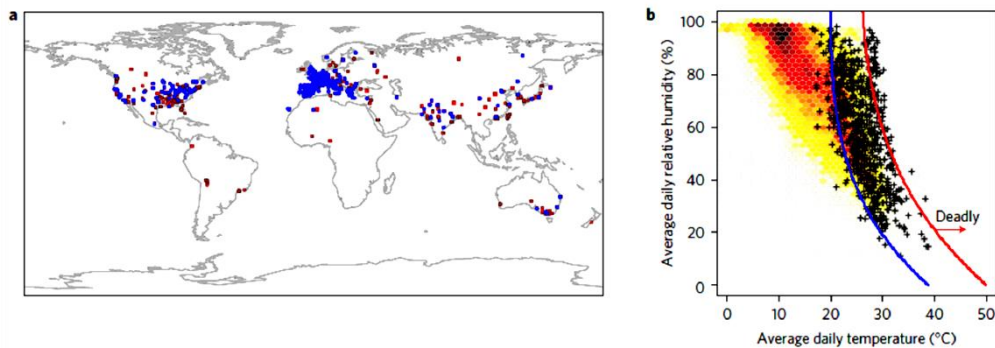 a
b
Average daily relative humidity (%)
100
80
60
40
20
0
Deadly
0 10 20 30 40 50
Average daily temperature (°C)